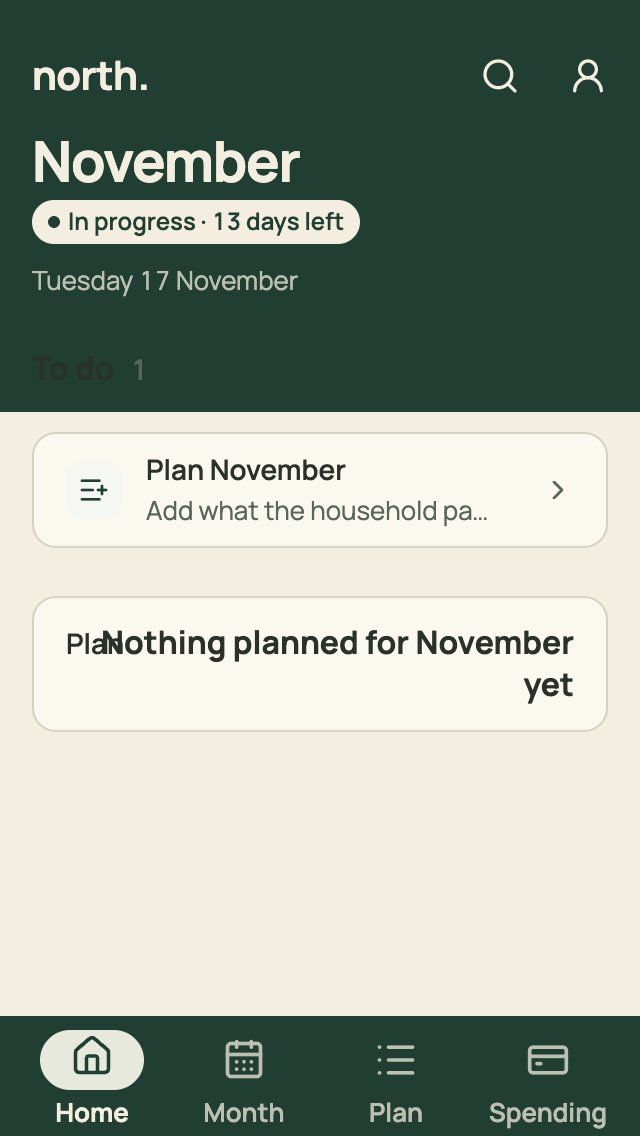 north.
November
In progress · 13 days left
Tuesday 17 November
To do 1
Plan November
Add what the household pa...
Plan
Nothing planned for November
yet
Home
Month
Plan
Spending